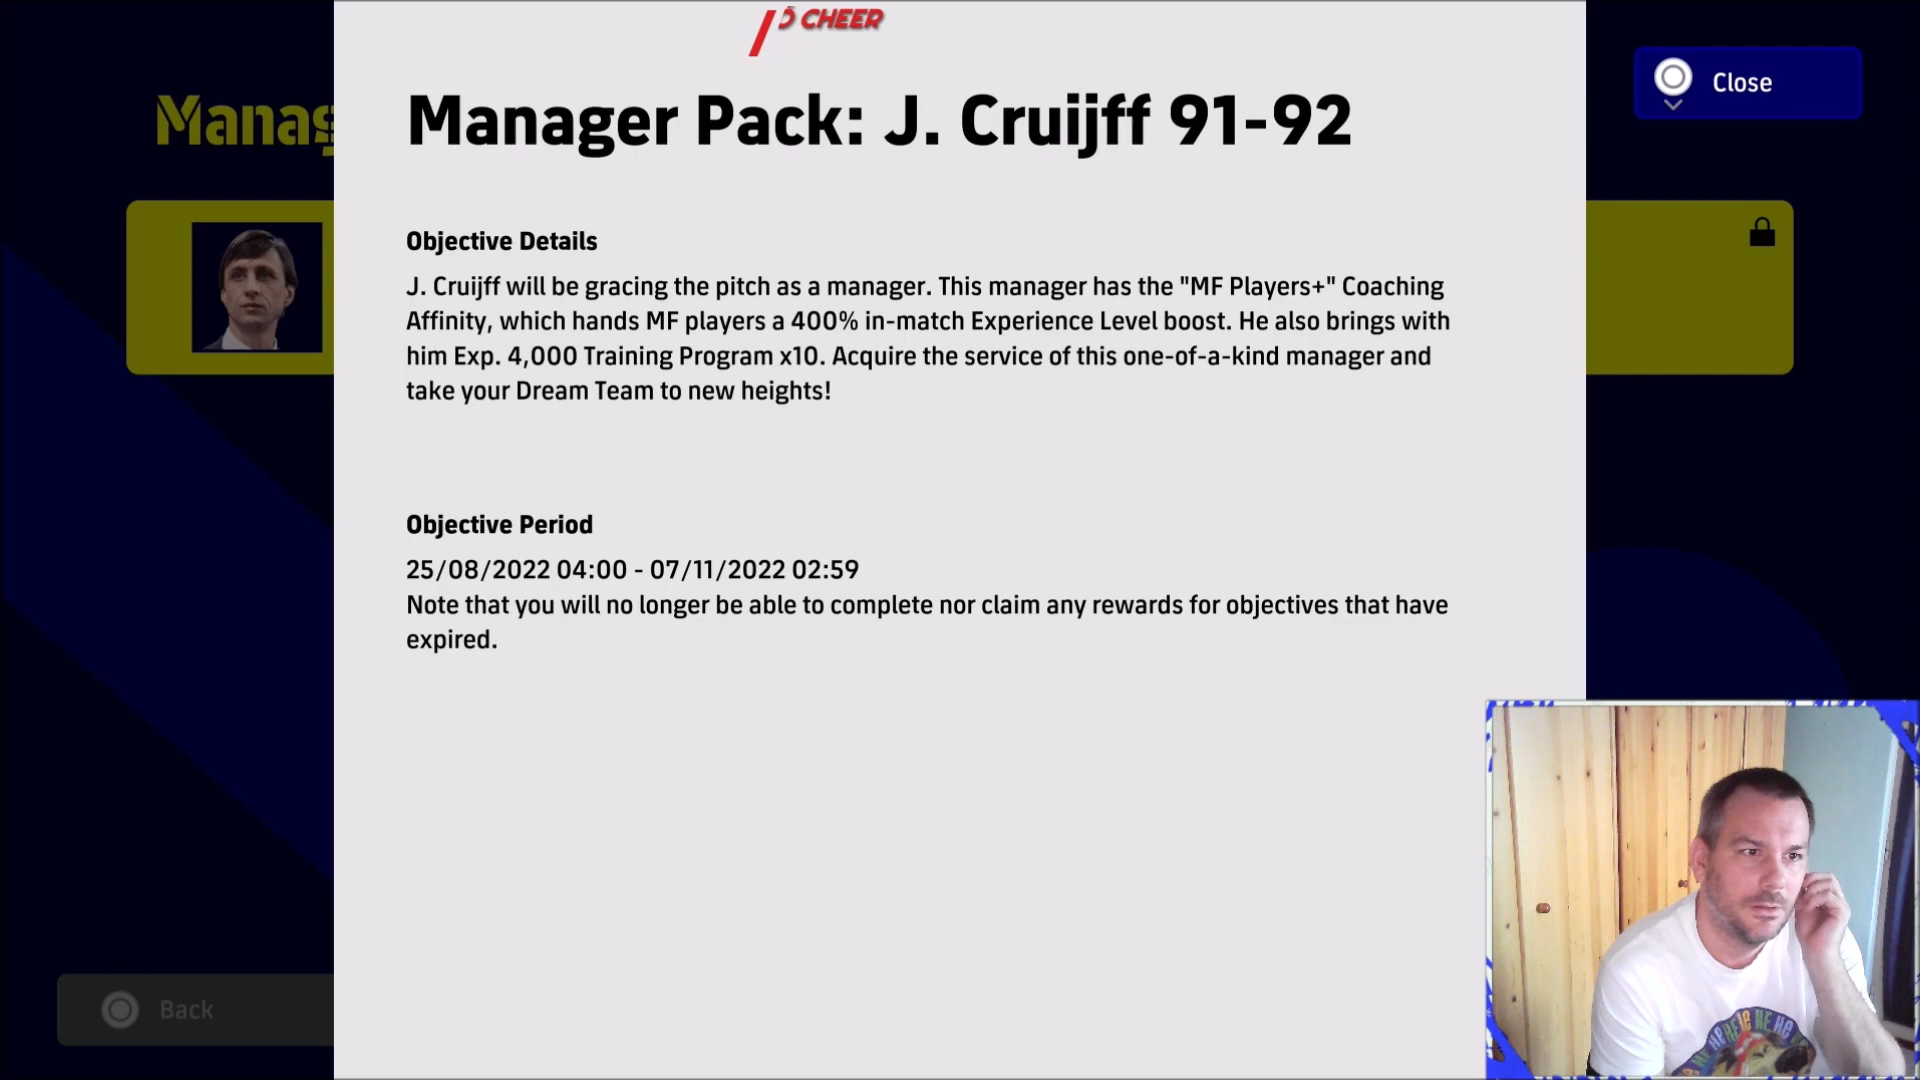 CHEER
Manager Pack: J. Cruijff 91-92
Close
Objective Details
J. Cruijff will be gracing the pitch as a manager. This manager has the "MF Players+" Coaching
Affinity, which hands MF players a 400% in-match Experience Level boost. He also brings with
him Exp. 4,000 Training Program x10. Acquire the service of this one-of-a-kind manager and
take your Dream Team to new heights!
Objective Period
25/08/2022 04:00 - 07/11/2022 02:59
Note that you will no longer be able to complete nor claim any rewards for objectives that have
expired.
Back